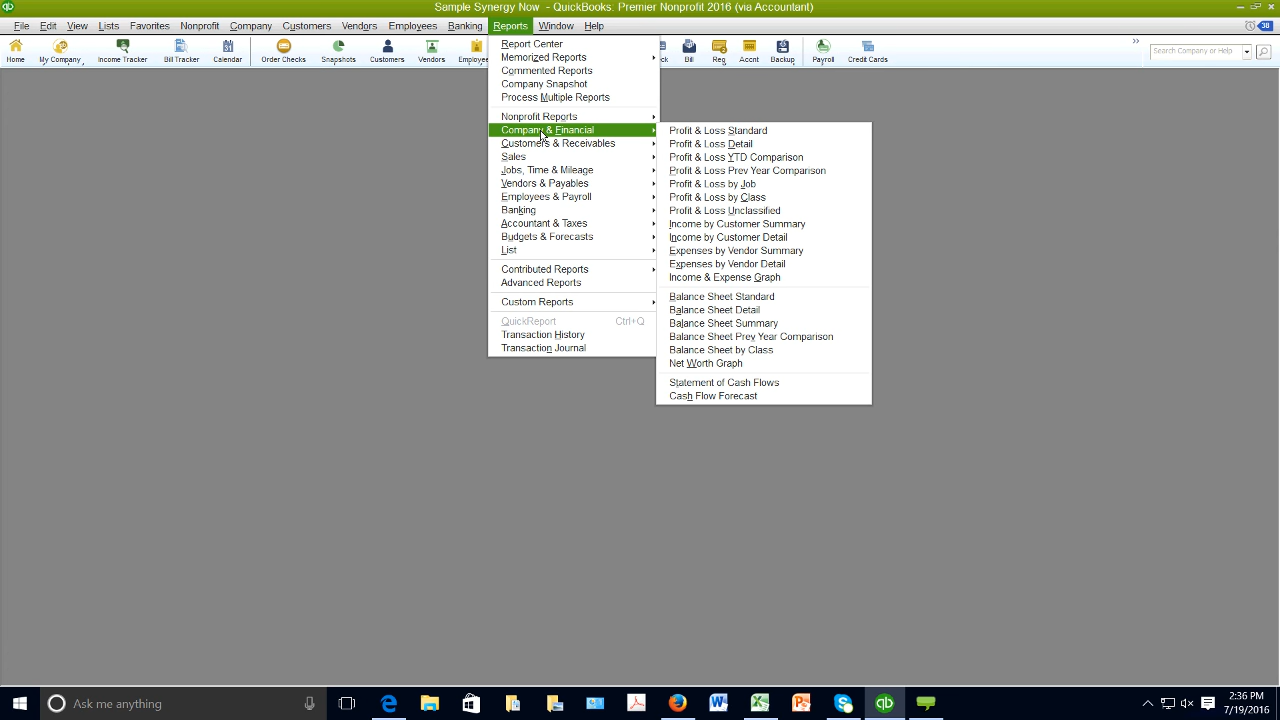 Sample Synergy Now - QuickBooks: Premier Nonprofit 2016 (via Accountant)
File Edit View Lists Favorites Nonprofit Company Customers Vendors Employees Banking Reports Window Help 38
Home My Company Income Tracker Bill Tracker Calendar Order Checks Snapshots Customers Vendors Bill Reg Accnt Backup Payroll Credit Cards
Search Company or Help
Report Center
Memorized Reports
Commented Reports
Company Snapshot
Process Multiple Reports
Nonprofit Reports
Company & Financial
Customers & Receivables
Sales
Jobs, Time & Mileage
Vendors & Payables
Employees & Payroll
Banking
Accountant & Taxes
Budgets & Forecasts
List
Contributed Reports
Advanced Reports
Custom Reports
QuickReport Ctrl+Q
Transaction History
Transaction Journal
Profit & Loss Standard
Profit & Loss Detail
Profit & Loss YTD Comparison
Profit & Loss Prev Year Comparison
Profit & Loss by Job
Profit & Loss by Class
Profit & Loss Unclassified
Income by Customer Summary
Income by Customer Detail
Expenses by Vendor Summary
Expenses by Vendor Detail
Income & Expense Graph
Balance Sheet Standard
Balance Sheet Detail
Balance Sheet Summary
Balance Sheet Prev Year Comparison
Balance Sheet by Class
Net Worth Graph
Statement of Cash Flows
Cash Flow Forecast
Ask me anything
2:36 PM
7/19/2016